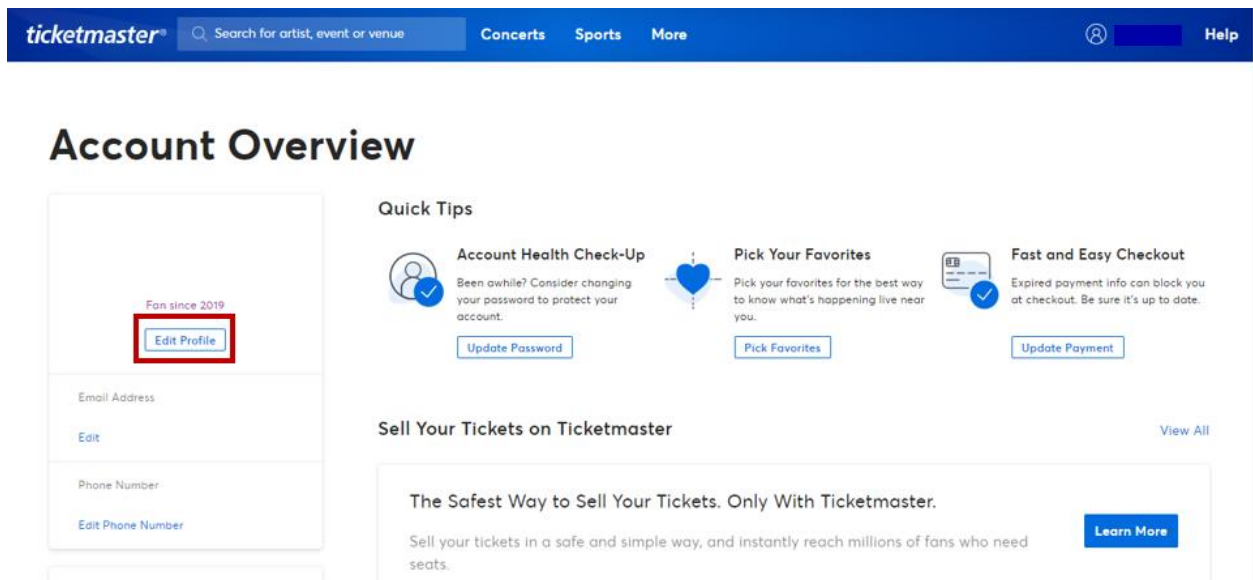 ticketmaster®
Search for artist, event or venue
Concerts
Sports
More
Help
Account Overview
Fan since 2019
Edit Profile
Email Address
Edit
Phone Number
Edit Phone Number
Quick Tips
Account Health Check-Up
Been awhile? Consider changing
your password to protect your
account.
Update Password
Pick Your Favorites
Pick your favorites for the best way
to know what's happening live near
you.
Pick Favorites
Fast and Easy Checkout
Expired payment info can block you
at checkout. Be sure it's up to date.
Update Payment
Sell Your Tickets on Ticketmaster
View All
The Safest Way to Sell Your Tickets. Only With Ticketmaster.
Sell your tickets in a safe and simple way, and instantly reach millions of fans who need
seats.
Learn More